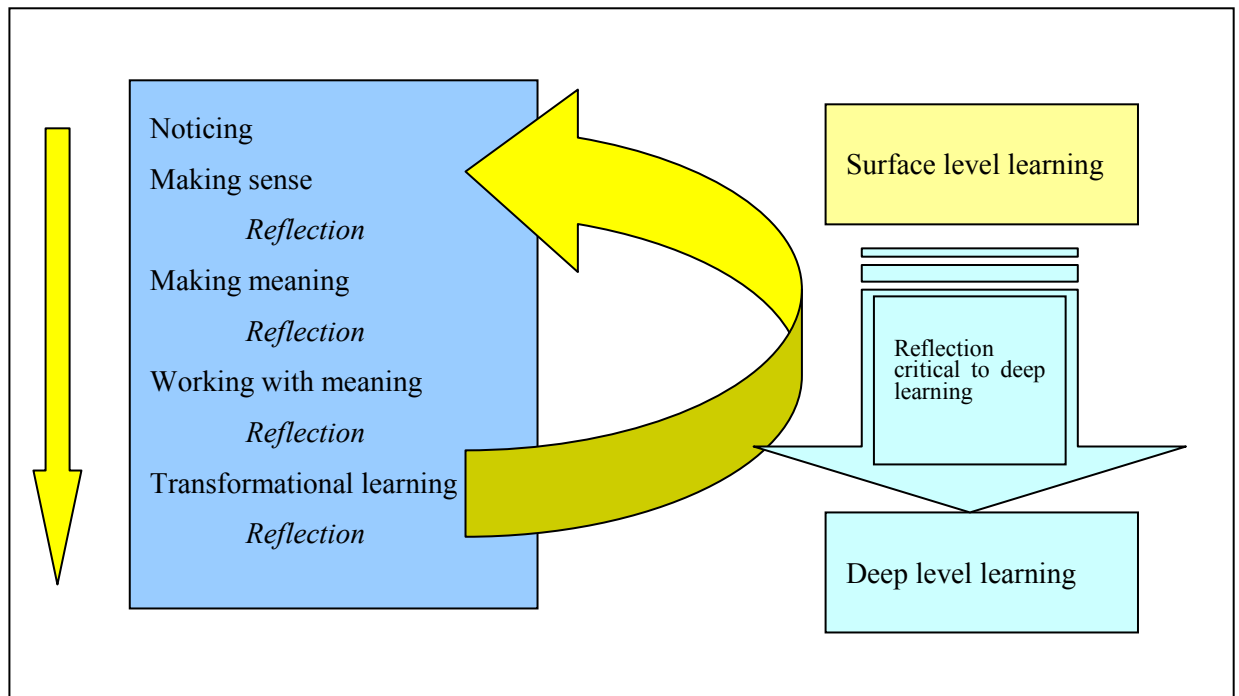 Noticing
Making sense
Reflection
Making meaning
Reflection
Working with meaning
Reflection
Transformational learning
Reflection
Surface level learning
Reflection
critical to deep
learning
Deep level learning